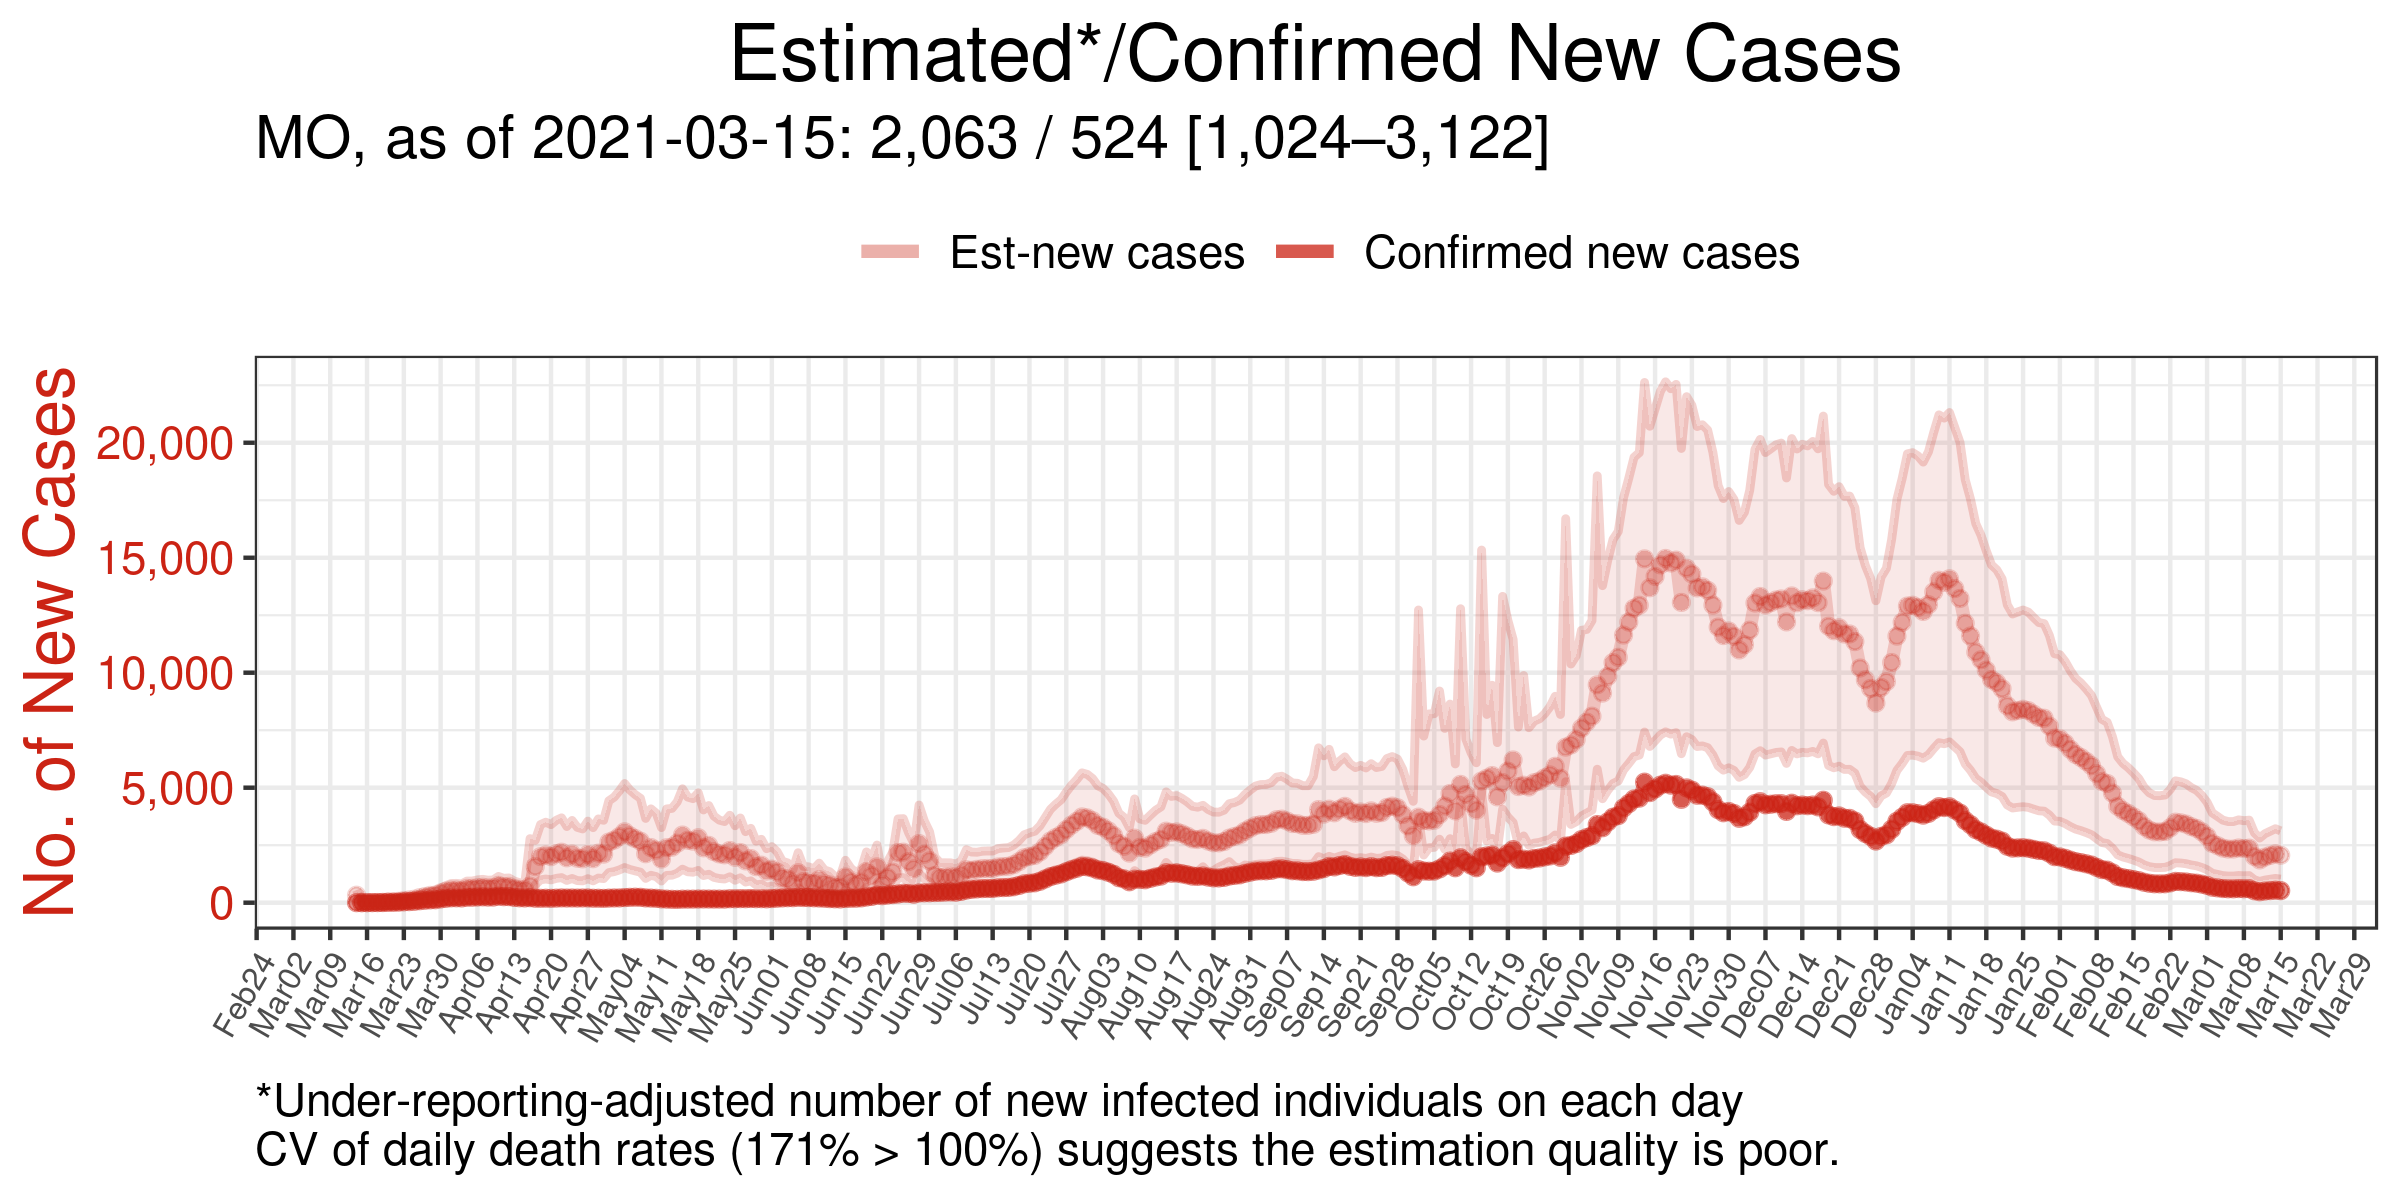 Estimated*/Confirmed New Cases
MO, as of 2021-03-15: 2,063 / 524 [1,024–3,122]
Est-new cases
Confirmed new cases
No. of New Cases
20,000
15,000
10,000
5,000
0
Feb24
Mar02
Mar09
Mar16
Mar23
Mar30
Apr06
Apr13
Apr20
Apr27
May04
May11
May18
May25
Jun01
Jun08
Jun15
Jun22
Jun29
Jul06
Jul13
Jul20
Jul27
Aug03
Aug10
Aug17
Aug24
Aug31
Sep07
Sep14
Sep21
Sep28
Oct05
Oct12
Oct19
Oct26
Nov02
Nov09
Nov16
Nov23
Nov30
Dec07
Dec14
Dec21
Dec28
Jan04
Jan11
Jan18
Jan25
Feb01
Feb08
Feb15
Feb22
Mar01
Mar08
Mar15
Mar22
Mar29
*Under-reporting-adjusted number of new infected individuals on each day
CV of daily death rates (171% > 100%) suggests the estimation quality is poor.